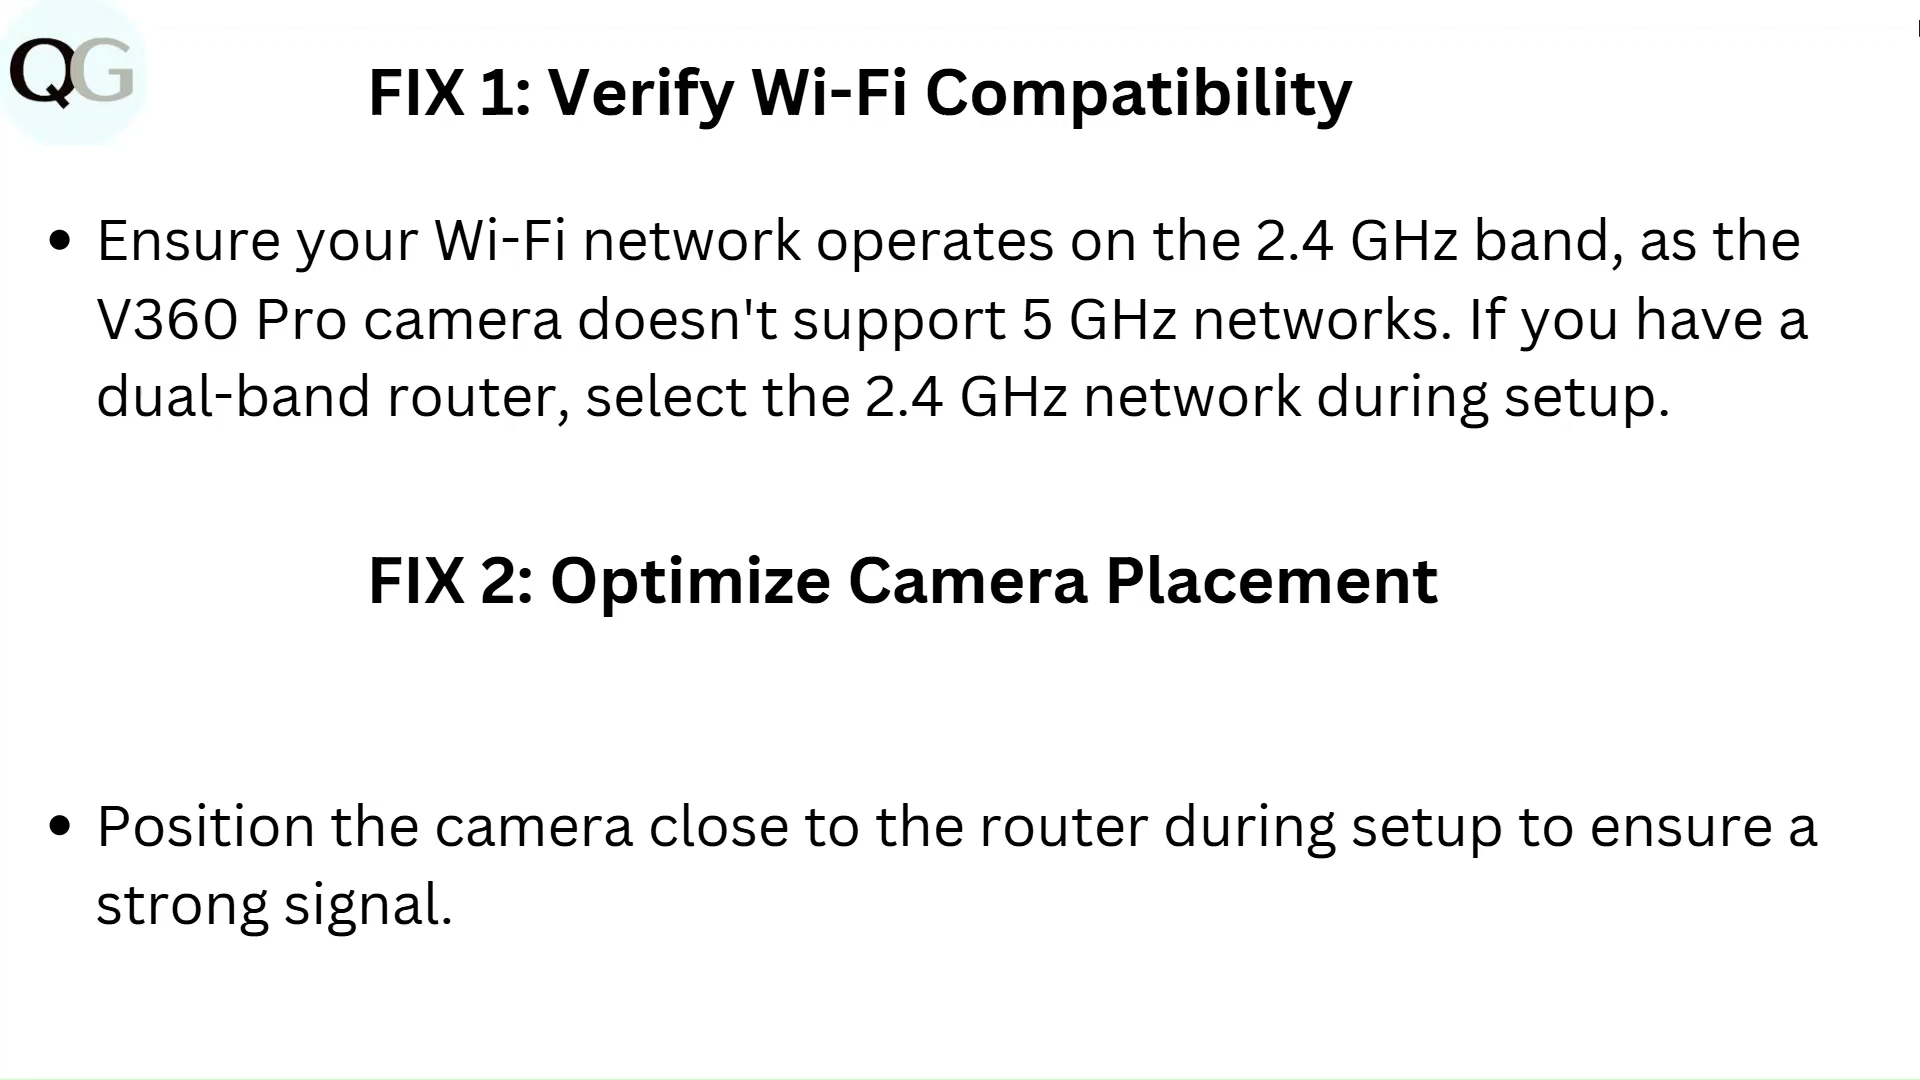 QG
FIX 1: Verify Wi-Fi Compatibility
• Ensure your Wi-Fi network operates on the 2.4 GHz band, as the
V360 Pro camera doesn't support 5 GHz networks. If you have a
dual-band router, select the 2.4 GHz network during setup.
FIX 2: Optimize Camera Placement
• Position the camera close to the router during setup to ensure a
strong signal.